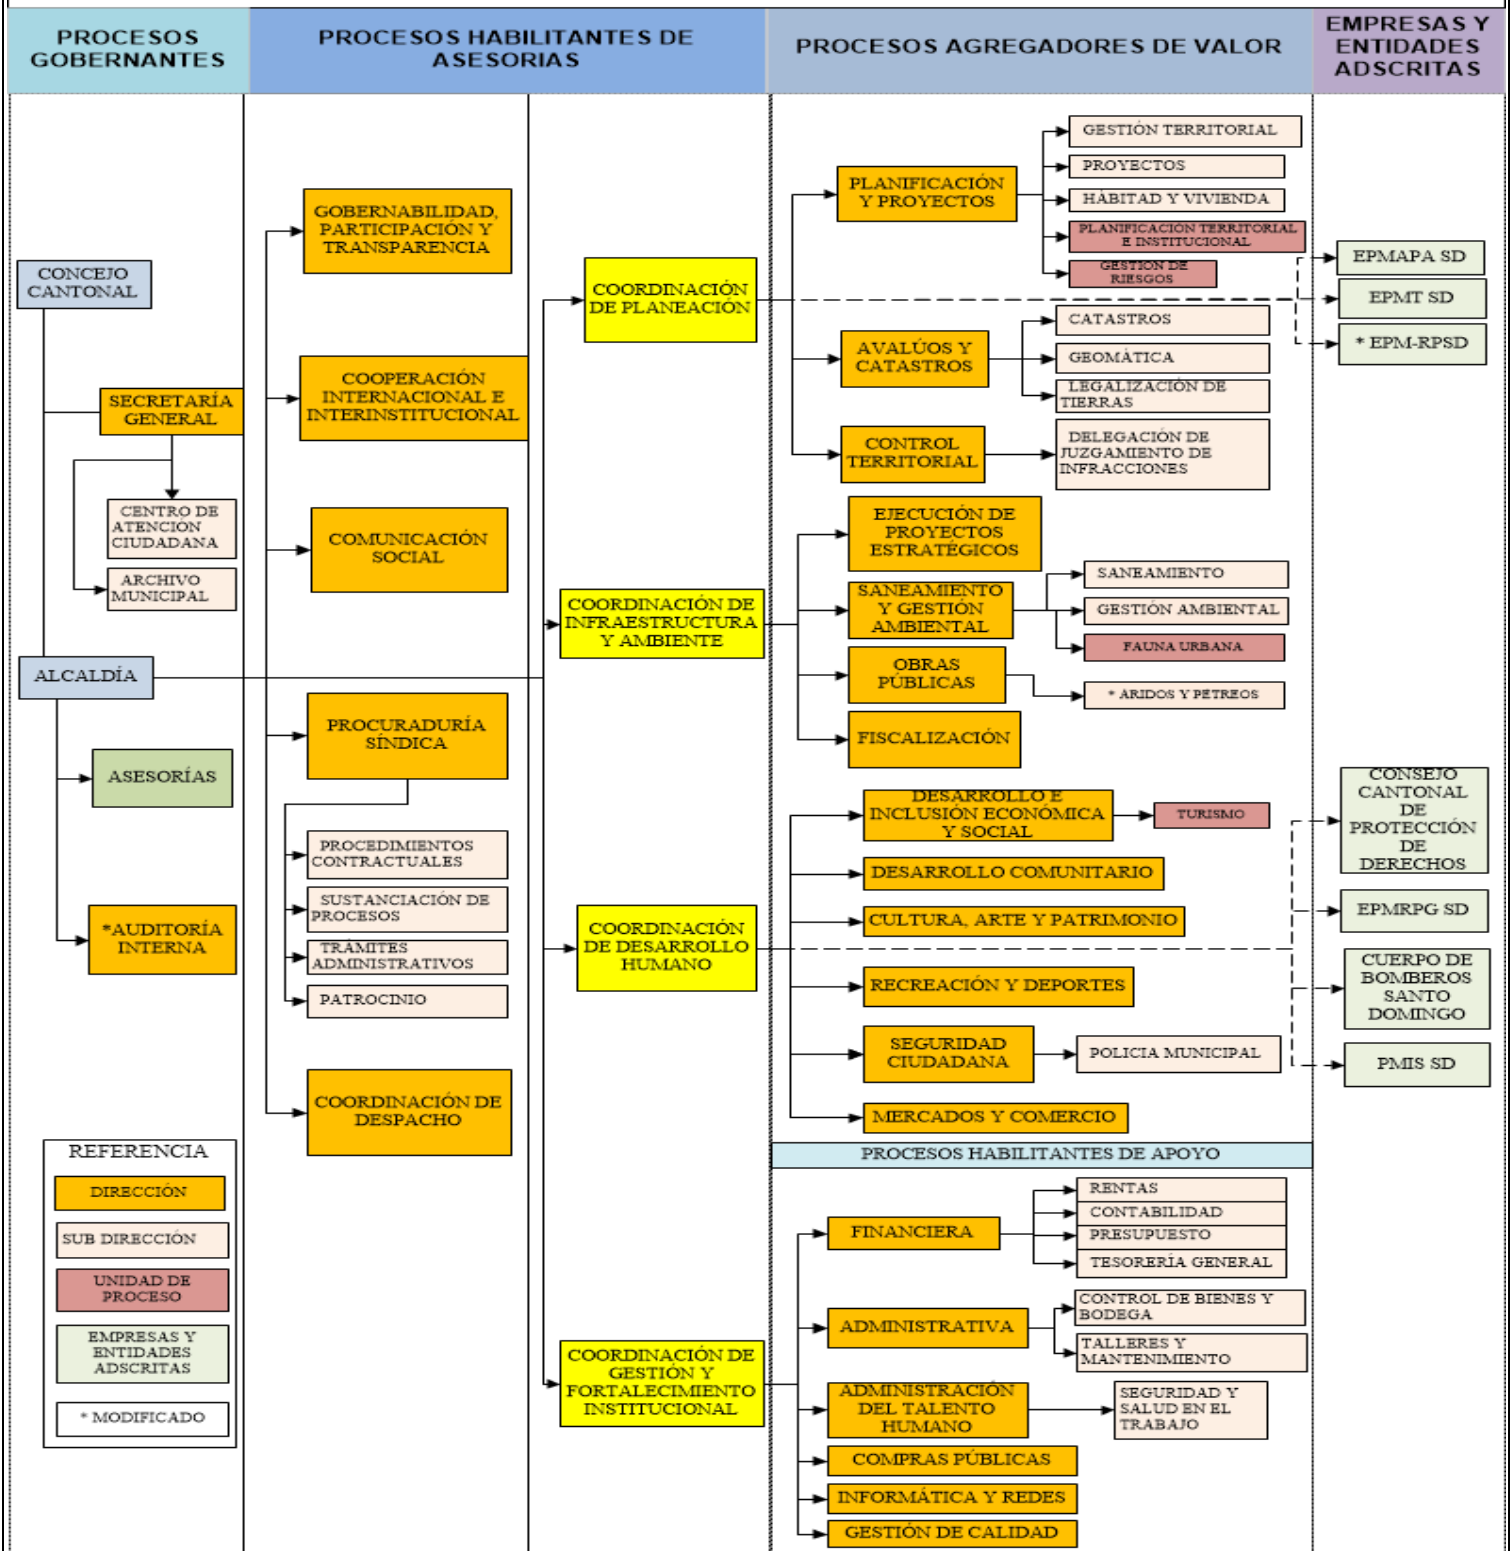 PROCESOS
GOBERNANTES
PROCESOS HABILITANTES DE
ASESORIAS
PROCESOS AGREGADORES DE VALOR
EMPRESAS Y
ENTIDADES
ADSCRITAS
CONCEJO
CANTONAL
SECRETARÍA
GENERAL
CENTRO DE
ATENCIÓN
CIUDADANA
ARCHIVO
MUNICIPAL
ALCALDÍA
ASESORÍAS
*AUDITORÍA
INTERNA
REFERENCIA
DIRECCIÓN
SUB DIRECCIÓN
UNIDAD DE
PROCESO
EMPRESAS Y
ENTIDADES
ADSCRITAS
* MODIFICADO
GOBERNABILIDAD,
PARTICIPACIÓN Y
TRANSPARENCIA
COOPERACIÓN
INTERNACIONAL E
INTERINSTITUCIONAL
COMUNICACIÓN
SOCIAL
PROCURADURÍA
SÍNDICA
PROCEDIMIENTOS
CONTRACTUALES
SUSTANCIACIÓN DE
PROCESOS
TRÁMITES
ADMINISTRATIVOS
PATROCINIO
COORDINACIÓN DE
DESPACHO
COORDINACIÓN
DE PLANEACIÓN
COORDINACIÓN DE
INFRAESTRUCTURA
Y AMBIENTE
COORDINACIÓN
DE DESARROLLO
HUMANO
COORDINACIÓN DE
GESTIÓN Y
FORTALECIMIENTO
INSTITUCIONAL
PLANIFICACIÓN
Y PROYECTOS
GESTIÓN TERRITORIAL
PROYECTOS
HÁBITAD Y VIVIENDA
PLANIFICACIÓN TERRITORIAL
E INSTITUCIONAL
GESTION DE
RIESGOS
AVALÚOS Y
CATASTROS
CATASTROS
GEOMÁTICA
LEGALIZACIÓN DE
TIERRAS
CONTROL
TERRITORIAL
DELEGACIÓN DE
JUZGAMIENTO DE
INFRACCIONES
EJECUCIÓN DE
PROYECTOS
ESTRATÉGICOS
SANEAMIENTO
Y GESTIÓN
AMBIENTAL
SANEAMIENTO
GESTIÓN AMBIENTAL
FAUNA URBANA
OBRAS
PÚBLICAS
* ARIDOS Y PETREOS
FISCALIZACIÓN
DESARROLLO E
INCLUSIÓN ECONÓMICA
Y SOCIAL
TURISMO
DESARROLLO COMUNITARIO
CULTURA, ARTE Y PATRIMONIO
RECREACIÓN Y DEPORTES
SEGURIDAD
CIUDADANA
POLICIA MUNICIPAL
MERCADOS Y COMERCIO
PROCESOS HABILITANTES DE APOYO
FINANCIERA
RENTAS
CONTABILIDAD
PRESUPUESTO
TESORERÍA GENERAL
ADMINISTRATIVA
CONTROL DE BIENES Y
BODEGA
TALLERES Y
MANTENIMIENTO
ADMINISTRACIÓN
DEL TALENTO
HUMANO
SEGURIDAD Y
SALUD EN EL
TRABAJO
COMPRAS PÚBLICAS
INFORMÁTICA Y REDES
GESTIÓN DE CALIDAD
EPMAPA SD
EPMT SD
* EPM-RPSD
CONSEJO
CANTONAL
DE
PROTECCIÓN
DE
DERECHOS
EPMRPG SD
CUERPO DE
BOMBEROS
SANTO
DOMINGO
PMIS SD